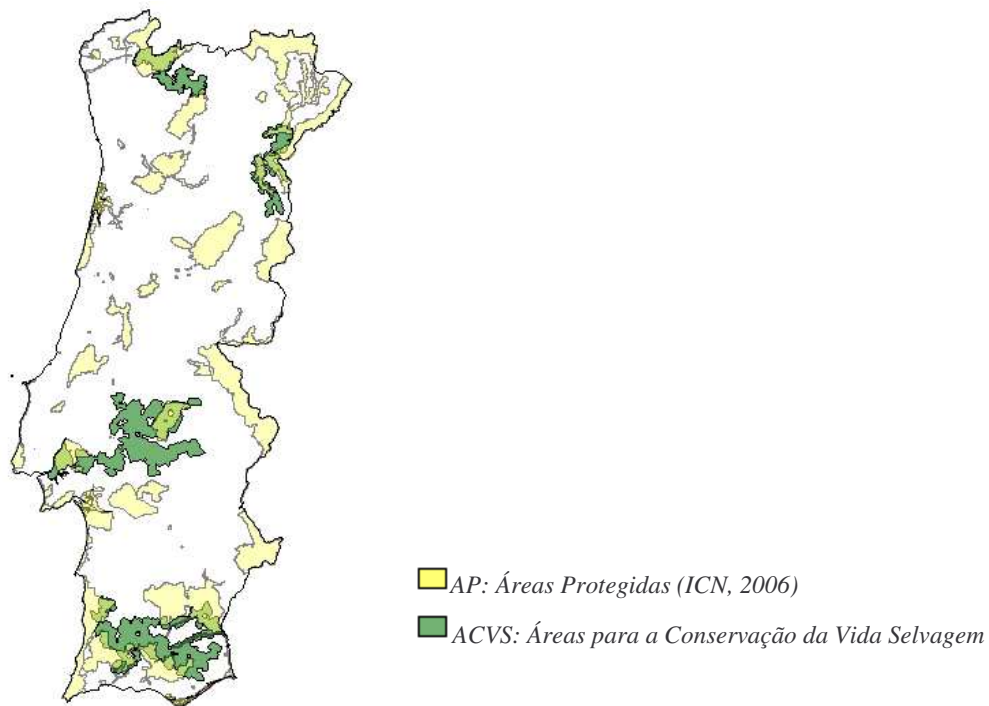 AP: Áreas Protegidas (ICN, 2006)
ACVS: Áreas para a Conservação da Vida Selvagem